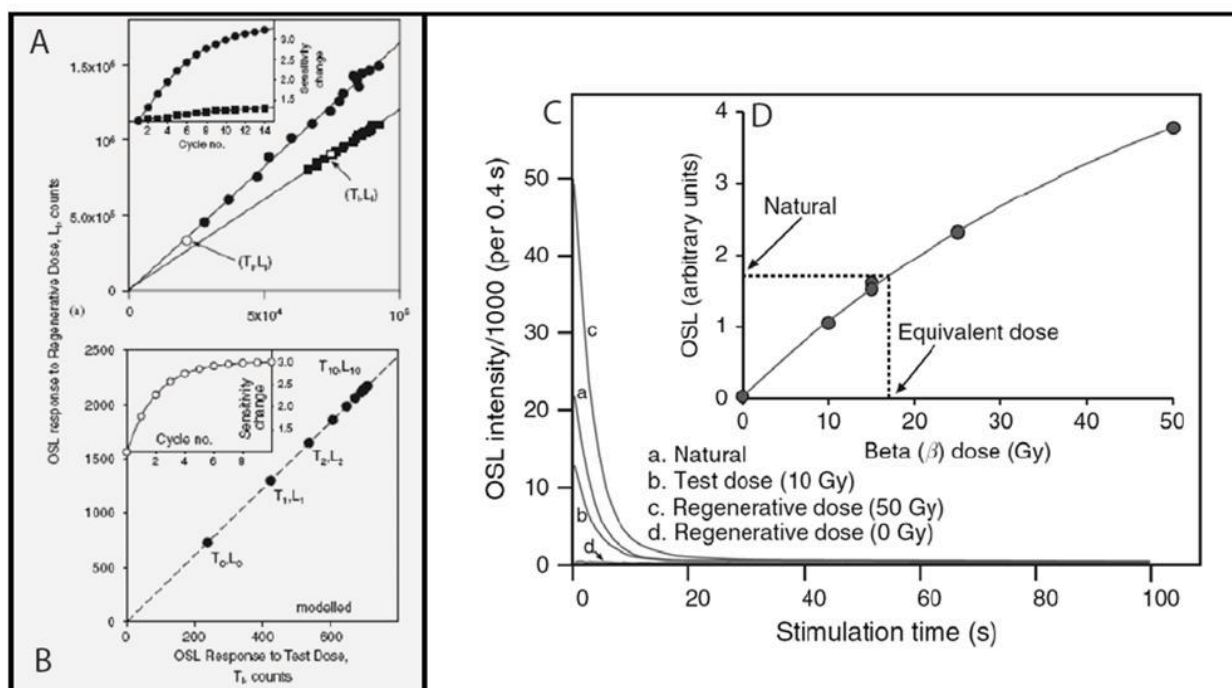 A
1.5x10⁶
10⁶
5.0x10⁵
0
3.0
2.5
2.0
1.5
Sensitivity
change
2 4 6 8 10 12 14
Cycle no.
(Tᵢ,Lᵢ)
(Tᵢ,Lᵢ)
(a)
0
5x10⁴
10⁵
OSL response to Regenerative Dose, Lᵢ, counts
2500
2000
1500
1000
500
0
3.0
2.5
2.0
1.5
Sensitivity
change
Cycle no.
0 2 4 6 8
T₁₀,L₁₀
T₂,L₂
T₁,L₁
T₀,L₀
modelled
0 200 400 600
B
OSL Response to Test Dose,
Tᵢ, counts
C
OSL intensity/1000 (per 0.4 s)
50
40
30
20
10
0
c
a
b
d
0 20 40 60 80 100
Stimulation time (s)
a. Natural
b. Test dose (10 Gy)
c. Regenerative dose (50 Gy)
d. Regenerative dose (0 Gy)
D
OSL (arbitrary units)
4
3
2
1
0
Natural
Equivalent dose
0 10 20 30 40 50
Beta (β) dose (Gy)